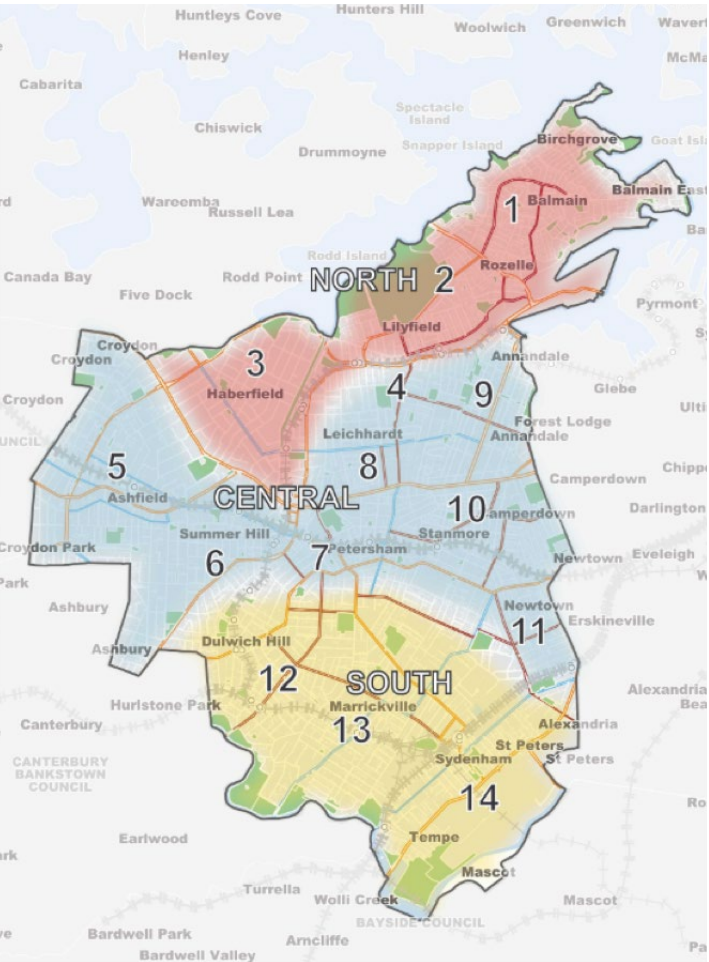 Huntleys Cove
Hunters Hill
Woolwich
Greenwich
Henley
McMa
Cabarita
Spectacle
Island
Chiswick
Birchgrove
Goat Isl
Drummoyne
Snapper Island
Balmain
1
Wareemba
Russell Lea
Rodd Island
Rozelle
Canada Bay
Rodd Point
NORTH
2
Five Dock
Pyrmont
Lilyfield
Croydon
Croydon
3
Annandale
Haberfield
4
9
Glebe
Croydon
Leichhardt
Forest Lodge
Annandale
5
8
Camperdown
Ashfield
CENTRAL
10
Darlington
Summer Hill
Stanmore
Croydon Park
6
7
Petersham
Newtown
Eveleigh
Park
Ashbury
Newtown
Erskineville
Ashbury
Dulwich Hill
11
12
SOUTH
Alexandria
Hurlstone Park
Marrickville
Canterbury
13
Alexandria
St Peters
St Peters
CANTERBURY
BANKSTOWN
COUNCIL
Sydenham
14
Earlwood
Tempe
Mascot
Turrella
Wolli Creek
Mascot
BAYSIDE COUNCIL
Bardwell Park
Arncliffe
Bardwell Valley